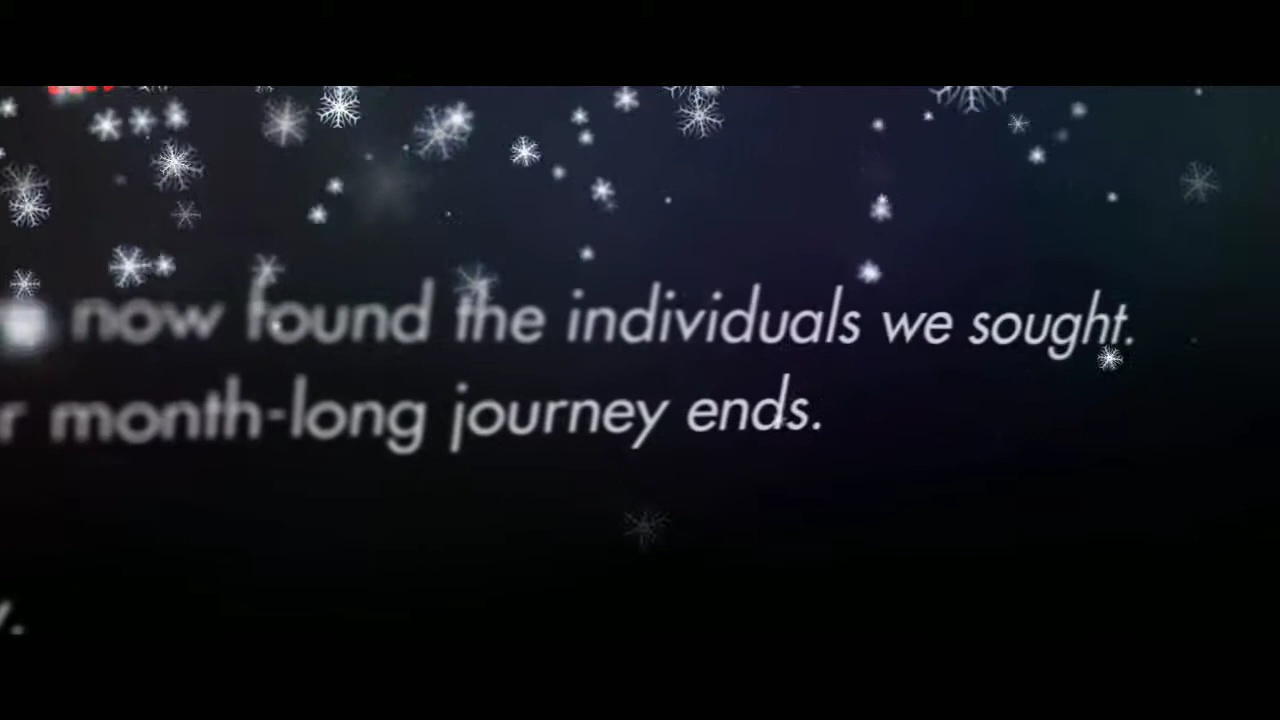 now found the individuals we sought.
month-long journey ends.